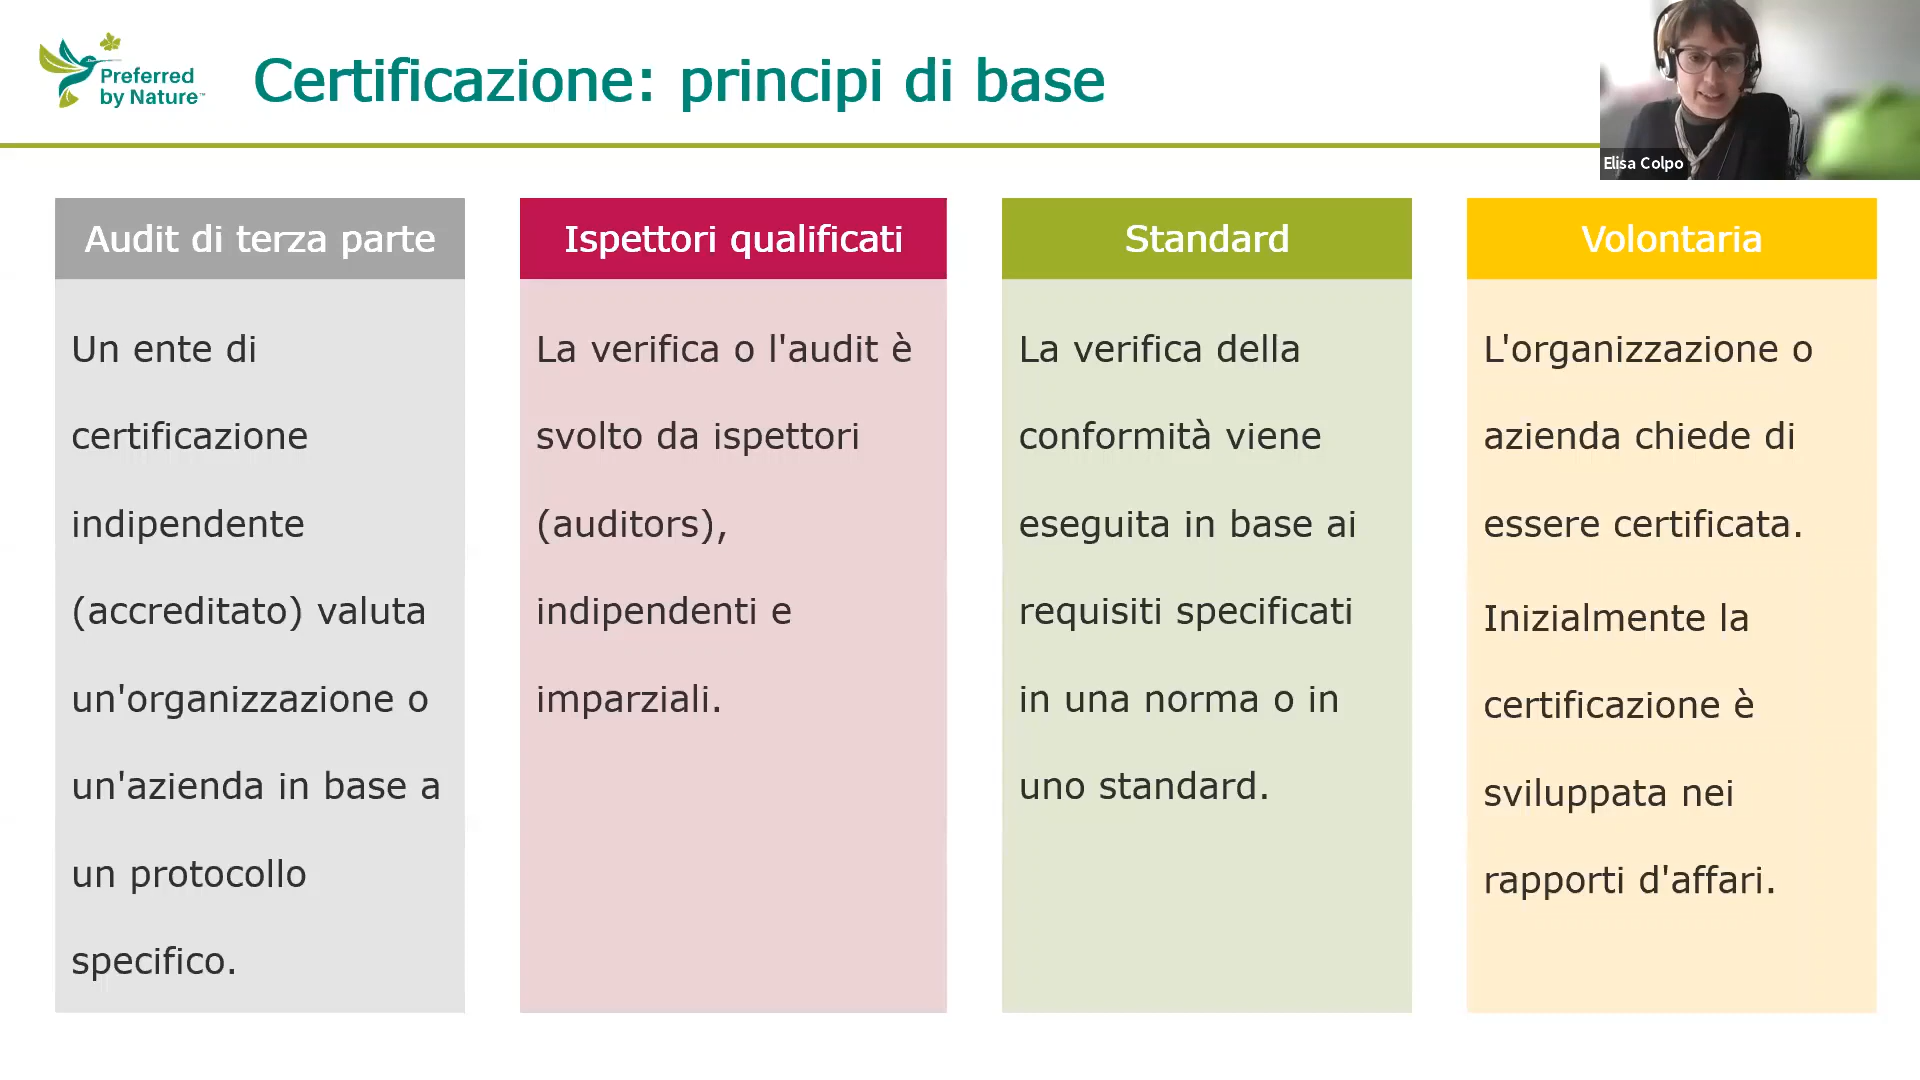 Preferred
by Nature™
Certificazione: principi di base
Elisa Colpo
Audit di terza parte
Un ente di
certificazione
indipendente
(accreditato) valuta
un'organizzazione o
un'azienda in base a
un protocollo
specifico.
Ispettori qualificati
La verifica o l'audit è
svolto da ispettori
(auditors),
indipendenti e
imparziali.
Standard
La verifica della
conformità viene
eseguita in base ai
requisiti specificati
in una norma o in
uno standard.
Volontaria
L'organizzazione o
azienda chiede di
essere certificata.
Inizialmente la
certificazione è
sviluppata nei
rapporti d'affari.